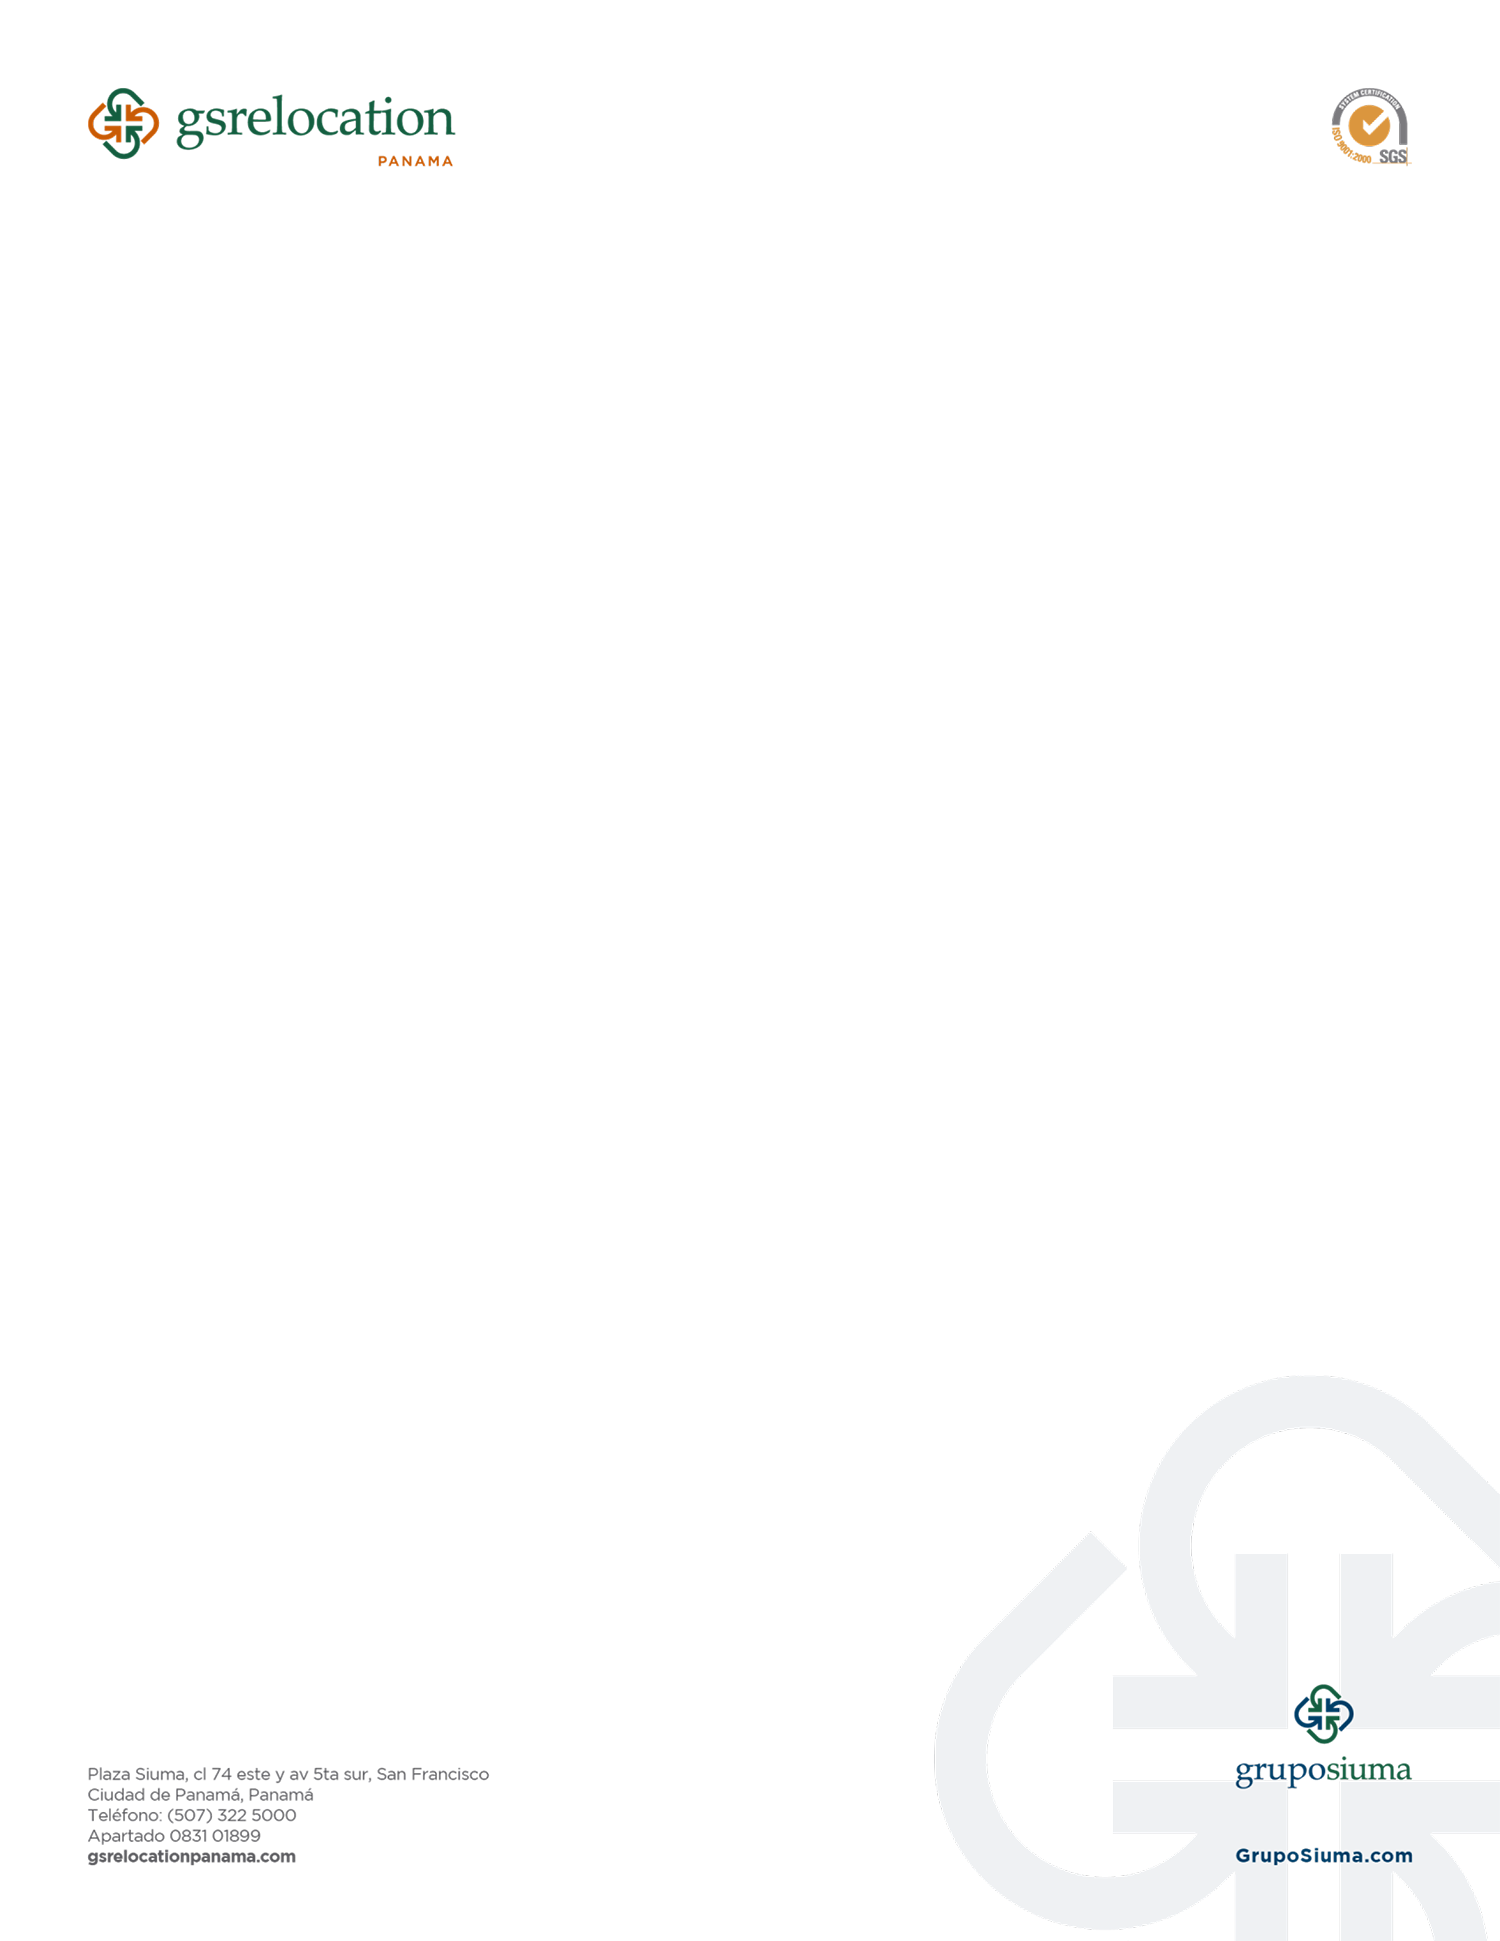 gsrelocation
PANAMA
SYSTEM CERTIFICATION
ISO 9001:2000
SGS
Plaza Siuma, cl 74 este y av 5ta sur, San Francisco
Ciudad de Panamá, Panamá
Teléfono: (507) 322 5000
Apartado 0831 01899
gsrelocationpanama.com
gruposiuma
GrupoSiuma.com